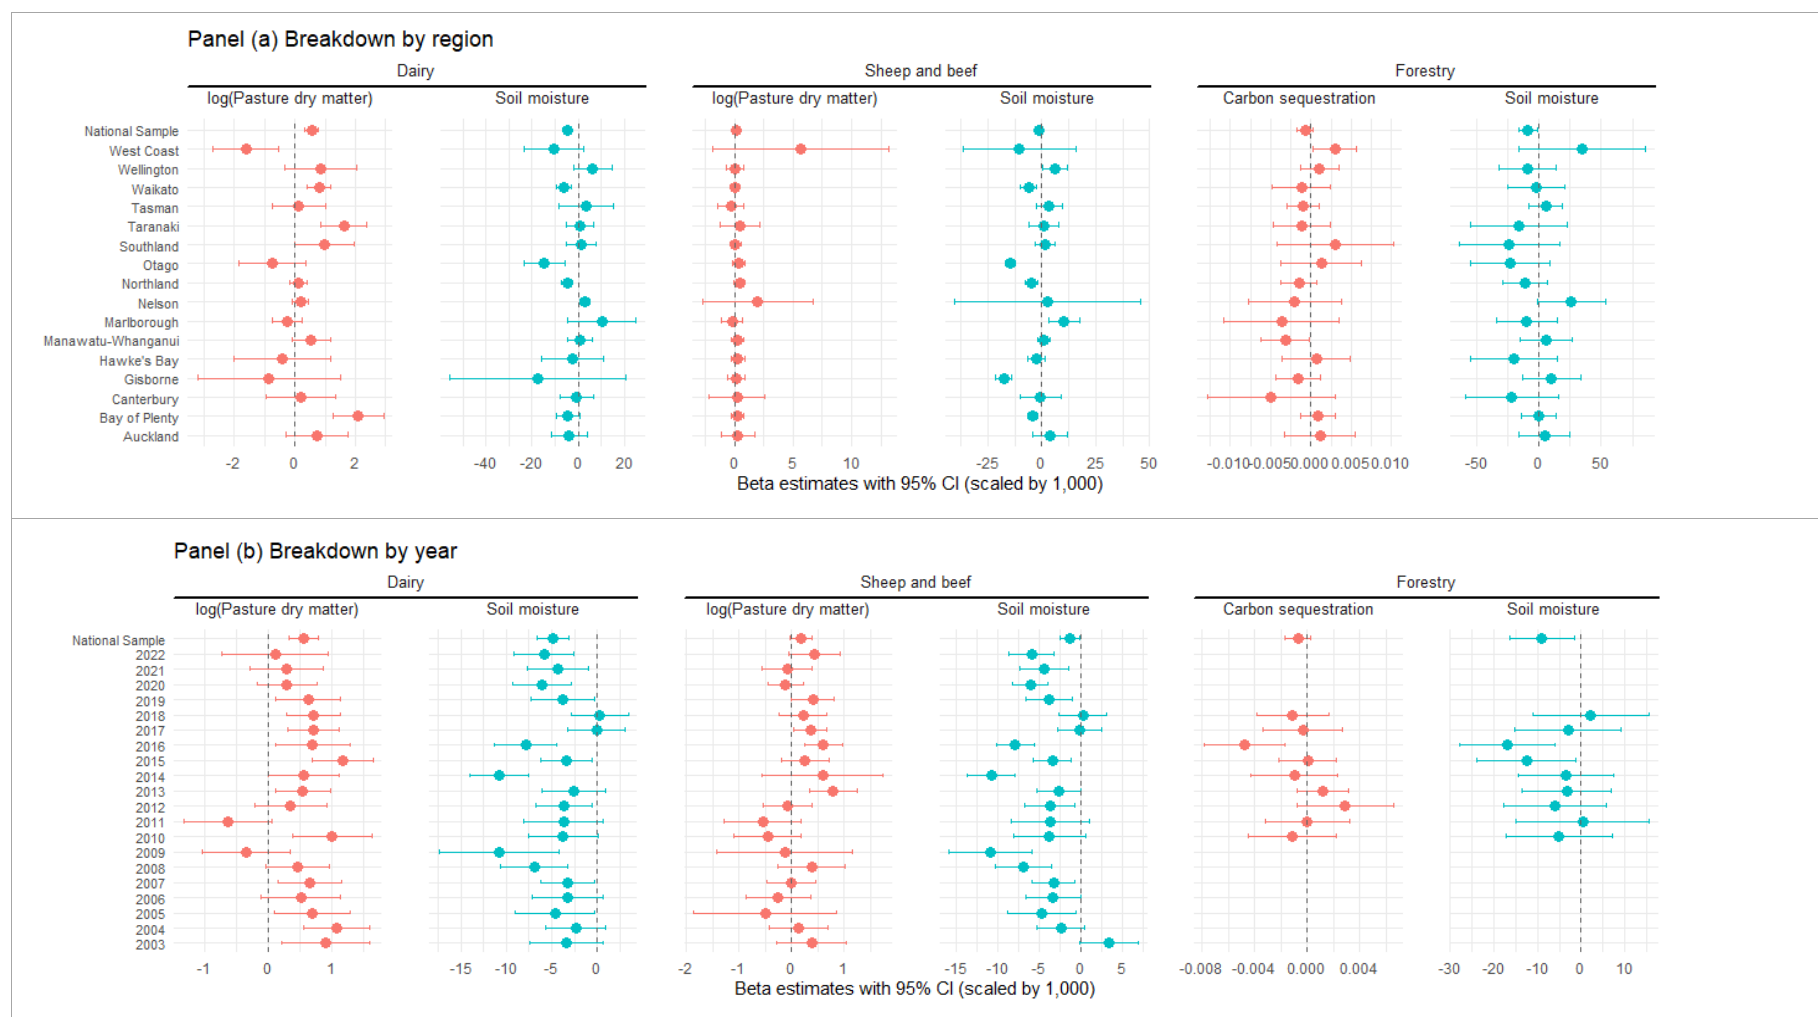 Panel (a) Breakdown by region
Dairy Sheep and beef Forestry
log(Pasture dry matter) Soil moisture log(Pasture dry matter) Soil moisture Carbon sequestration Soil moisture
National Sample
West Coast
Wellington
Waikato
Tasman
Taranaki
Southland
Otago
Northland
Nelson
Marlborough
Manawatu-Whanganui
Hawke's Bay
Gisborne
Canterbury
Bay of Plenty
Auckland
-2 0 2 -40 -20 0 20 0 5 10 -25 0 25 50 -0.010 -0.005 0.000 0.005 0.010 -50 0 50
Beta estimates with 95% CI (scaled by 1,000)
Panel (b) Breakdown by year
Dairy Sheep and beef Forestry
log(Pasture dry matter) Soil moisture log(Pasture dry matter) Soil moisture Carbon sequestration Soil moisture
National Sample
2022
2021
2020
2019
2018
2017
2016
2015
2014
2013
2012
2011
2010
2009
2008
2007
2006
2005
2004
2003
-1 0 1 -15 -10 -5 0 -2 -1 0 1 -15 -10 -5 0 5 -0.008 -0.004 0.000 0.004 -30 -20 -10 0 10
Beta estimates with 95% CI (scaled by 1,000)